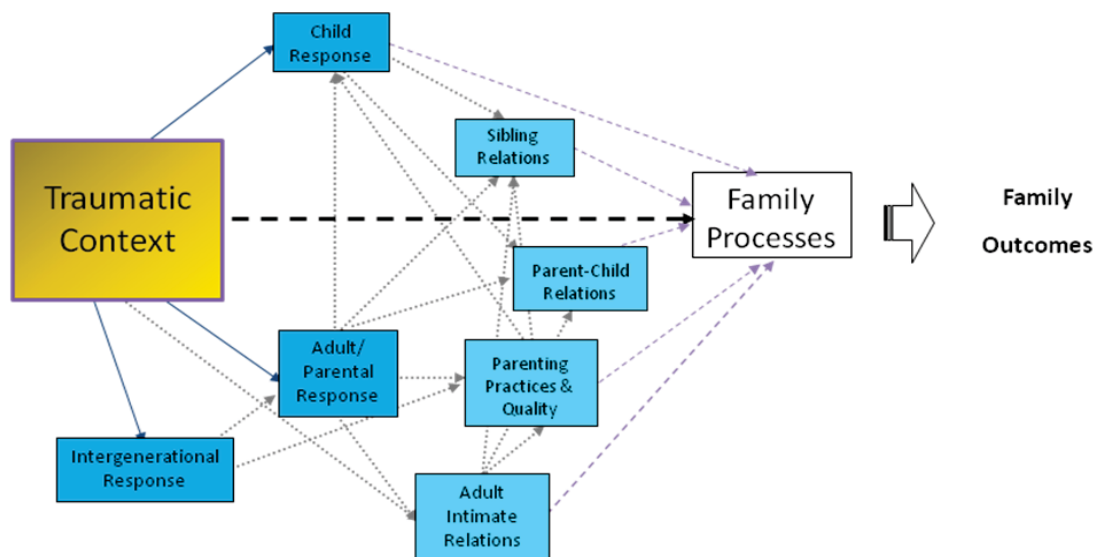 Child
Response
Sibling
Relations
Traumatic
Context
Family
Processes
Family
Outcomes
Parent-Child
Relations
Adult/
Parental
Response
Parenting
Practices &
Quality
Intergenerational
Response
Adult
Intimate
Relations